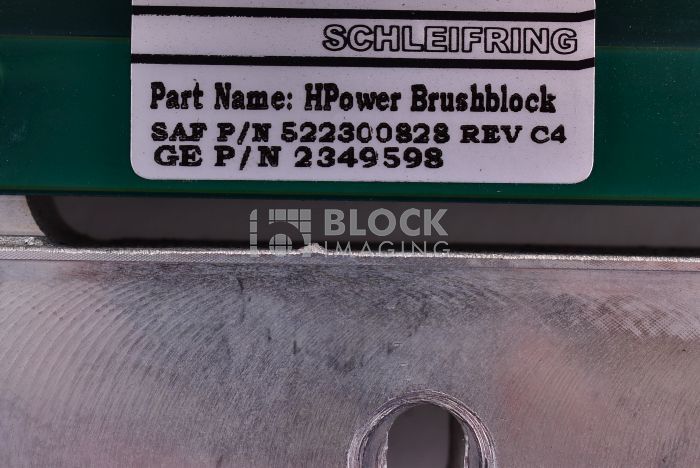 SCHLEIFRING
Part Name: HPower Brushblock
SAF P/N 522300828 REV C4
GE P/N 2349598
BLOCK
IMAGING